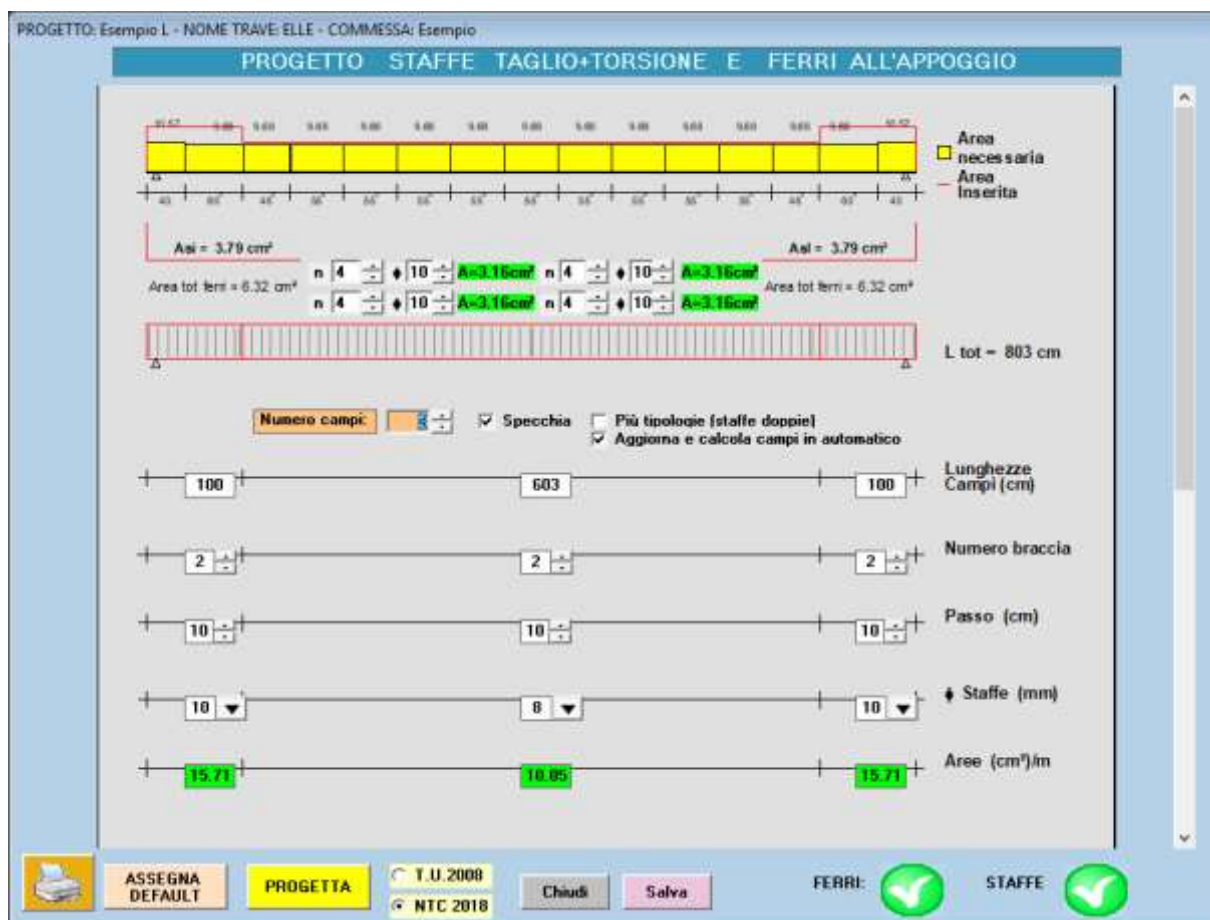 PROGETTO: Esempio L - NOME TRAVE: ELLE - COMMESSA: Esempio
PROGETTO STAFFE TAGLIO+TORSIONE E FERRI ALL'APPOGGIO
Area necessaria
Area Inserita
Asl = 3.79 cm² Asl = 3.79 cm²
n 4 ϕ 10 A=3.16cm² n 4 ϕ 10 A=3.16cm²
Area tot ferri = 6.32 cm² Area tot ferri = 6.32 cm²
n 4 ϕ 10 A=3.16cm² n 4 ϕ 10 A=3.16cm²
L tot = 803 cm
Numero campi: Specchia Più tipologie (staffe doppie)
Aggiorna e calcola campi in automatico
100 603 100 Lunghezze Campi (cm)
2 2 2 Numero braccia
10 10 10 Passo (cm)
10 8 10 ϕ Staffe (mm)
15.71 10.05 15.71 Aree (cm²)/m
ASSEGNA DEFAULT
PROGETTA
T.U.2008
NTC 2018
Chiudi
Salva
FERRI:
STAFFE